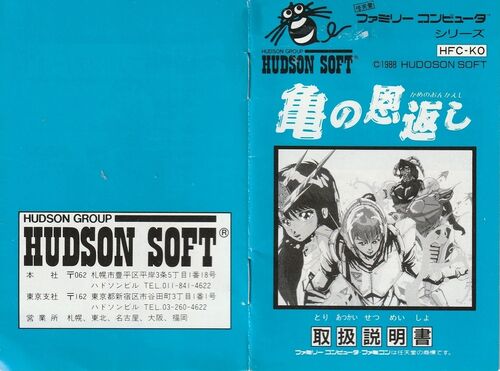 HUDSON GROUP
HUDSON SOFT®
本社 〒062 札幌市豊平区平岸3条5丁目1番18号
ハドソンビル TEL.011-841-4622
東京支社 〒162 東京都新宿区市谷田町3丁目1番1号
ハドソンビル TEL.03-260-4622
営業所 札幌、東北、名古屋、大阪、福岡
任天堂
ファミリーコンピュータ
シリーズ
HFC-KO
HUDSON GROUP
HUDSON SOFT®
©1988 HUDOSON SOFT
かめのおんがえし
亀の恩返し
とり あつかい せつ めい しょ
取扱説明書
ファミリーコンピュータ・ファミコンは任天堂の商標です。